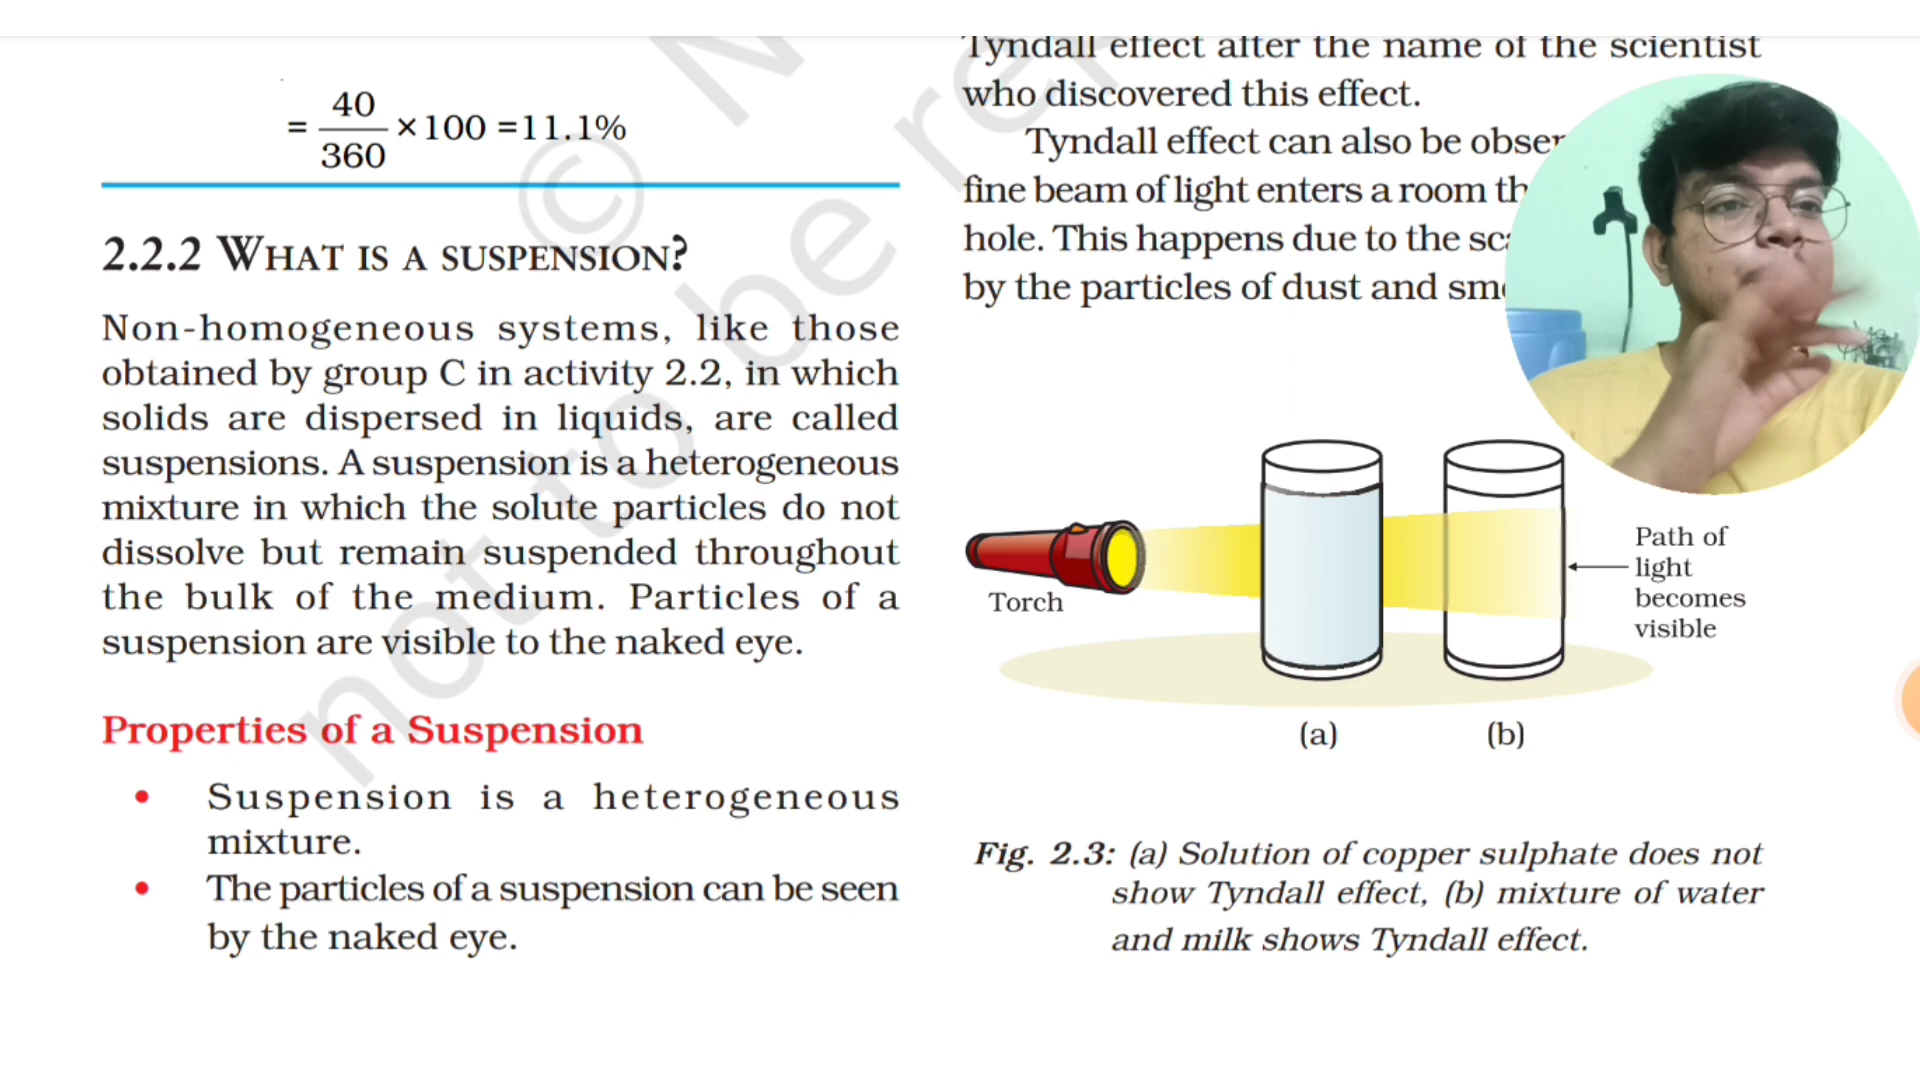 = 40/360 ×100 =11.1%
2.2.2 WHAT IS A SUSPENSION?
Non-homogeneous systems, like those
obtained by group C in activity 2.2, in which
solids are dispersed in liquids, are called
suspensions. A suspension is a heterogeneous
mixture in which the solute particles do not
dissolve but remain suspended throughout
the bulk of the medium. Particles of a
suspension are visible to the naked eye.
Properties of a Suspension
• Suspension is a heterogeneous
mixture.
• The particles of a suspension can be seen
by the naked eye.
Tyndall effect after the name of the scientist
who discovered this effect.
Tyndall effect can also be obser
fine beam of light enters a room th
hole. This happens due to the sca
by the particles of dust and smo
Torch
Path of
light
becomes
visible
(a)
(b)
Fig. 2.3: (a) Solution of copper sulphate does not
show Tyndall effect, (b) mixture of water
and milk shows Tyndall effect.
© N
not to be re